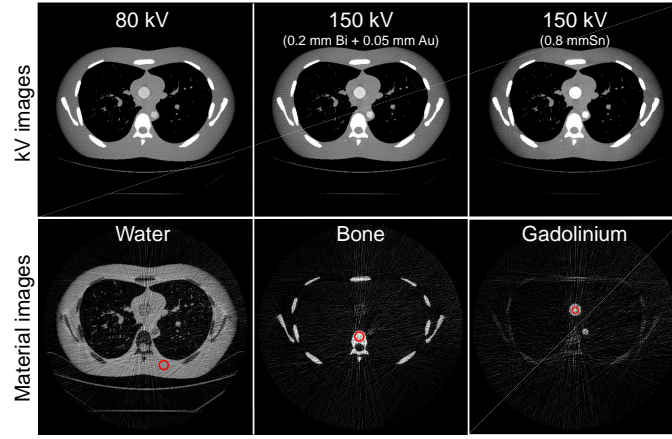 80 kV
150 kV
(0.2 mm Bi + 0.05 mm Au)
150 kV
(0.8 mmSn)
kV images
Water
Bone
Gadolinium
Material images